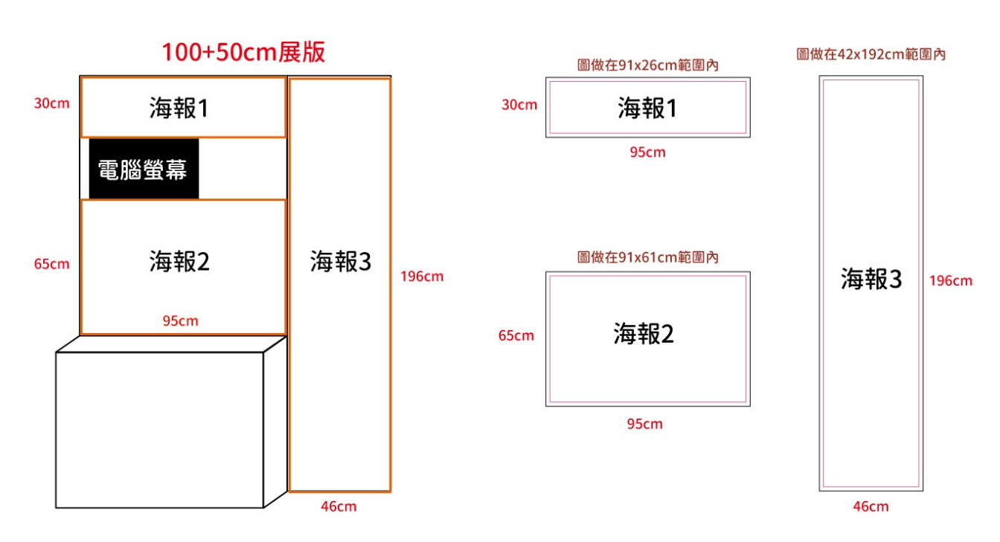 100+50cm展版
30cm
海報1
電腦螢幕
65cm
海報2
95cm
海報3
196cm
46cm
圖做在91x26cm範圍內
30cm
海報1
95cm
圖做在91x61cm範圍內
65cm
海報2
95cm
圖做在42x192cm範圍內
海報3
196cm
46cm